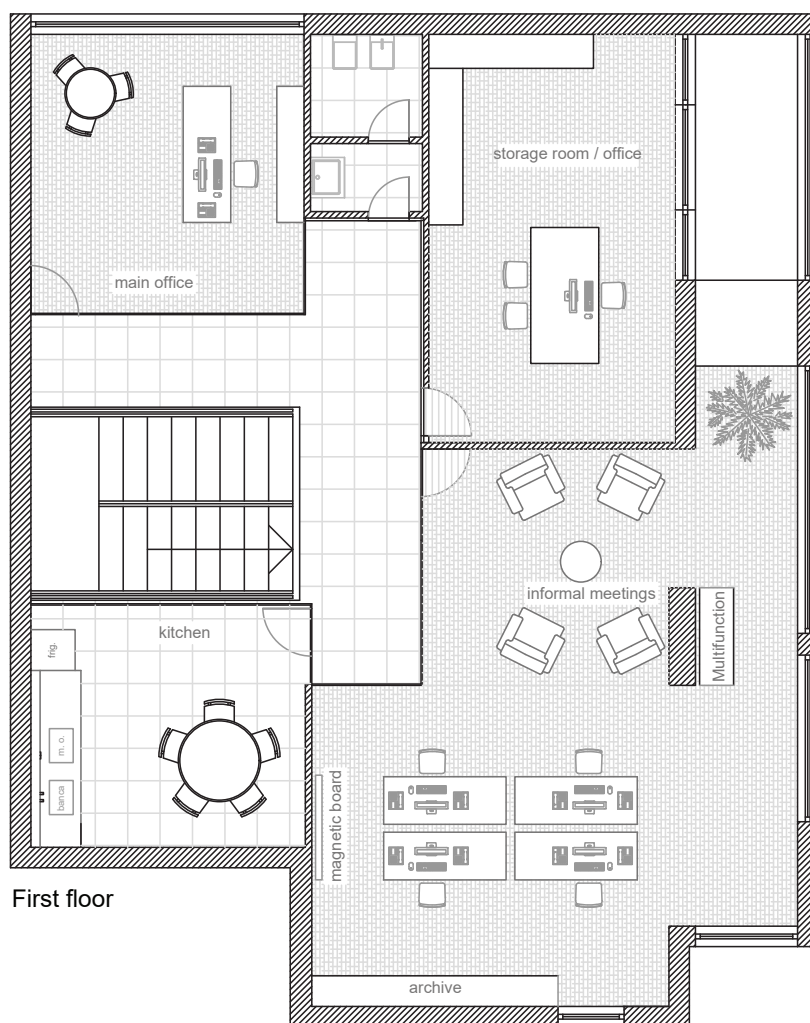 storage room / office
main office
informal meetings
Multifunction
kitchen
frig.
m. o.
banca
magnetic board
First floor
archive